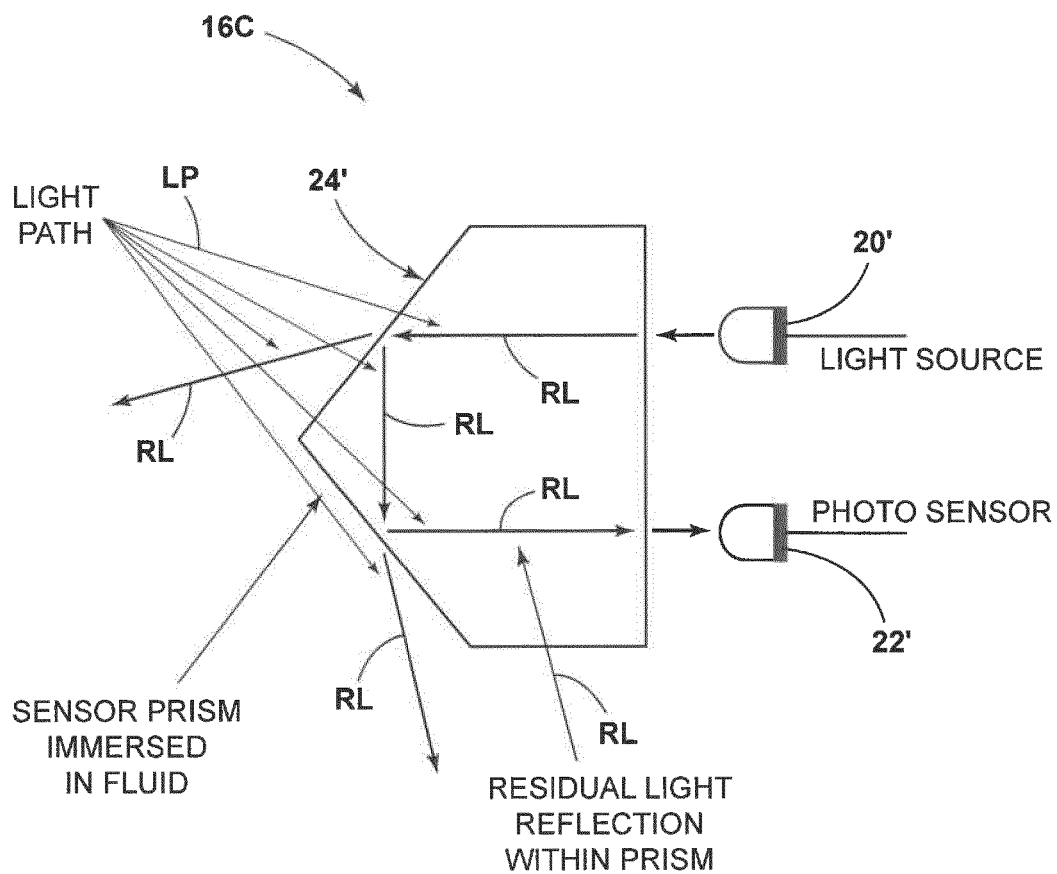 16C
LP
24'
LIGHT
PATH
20'
LIGHT SOURCE
RL
RL
RL
RL
PHOTO SENSOR
22'
RL
RL
SENSOR PRISM
IMMERSED
IN FLUID
RESIDUAL LIGHT
REFLECTION
WITHIN PRISM